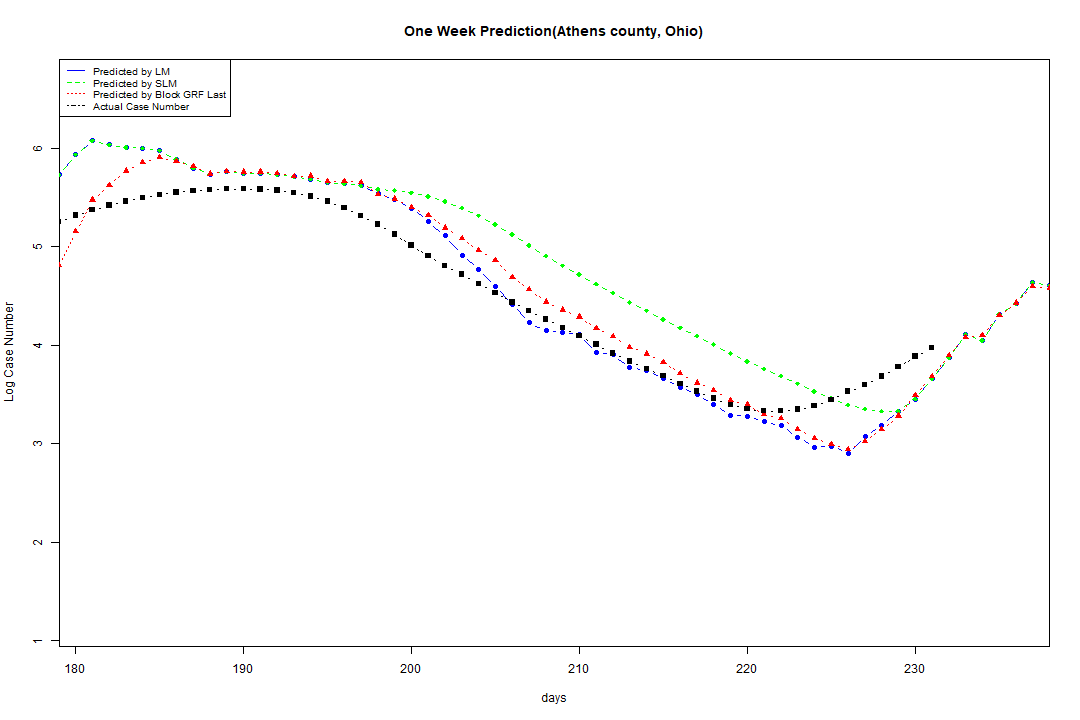 One Week Prediction(Athens county, Ohio)
Predicted by LM
Predicted by SLM
Predicted by Block GRF Last
Actual Case Number
Log Case Number
6
5
4
3
2
1
180 190 200 210 220 230
days